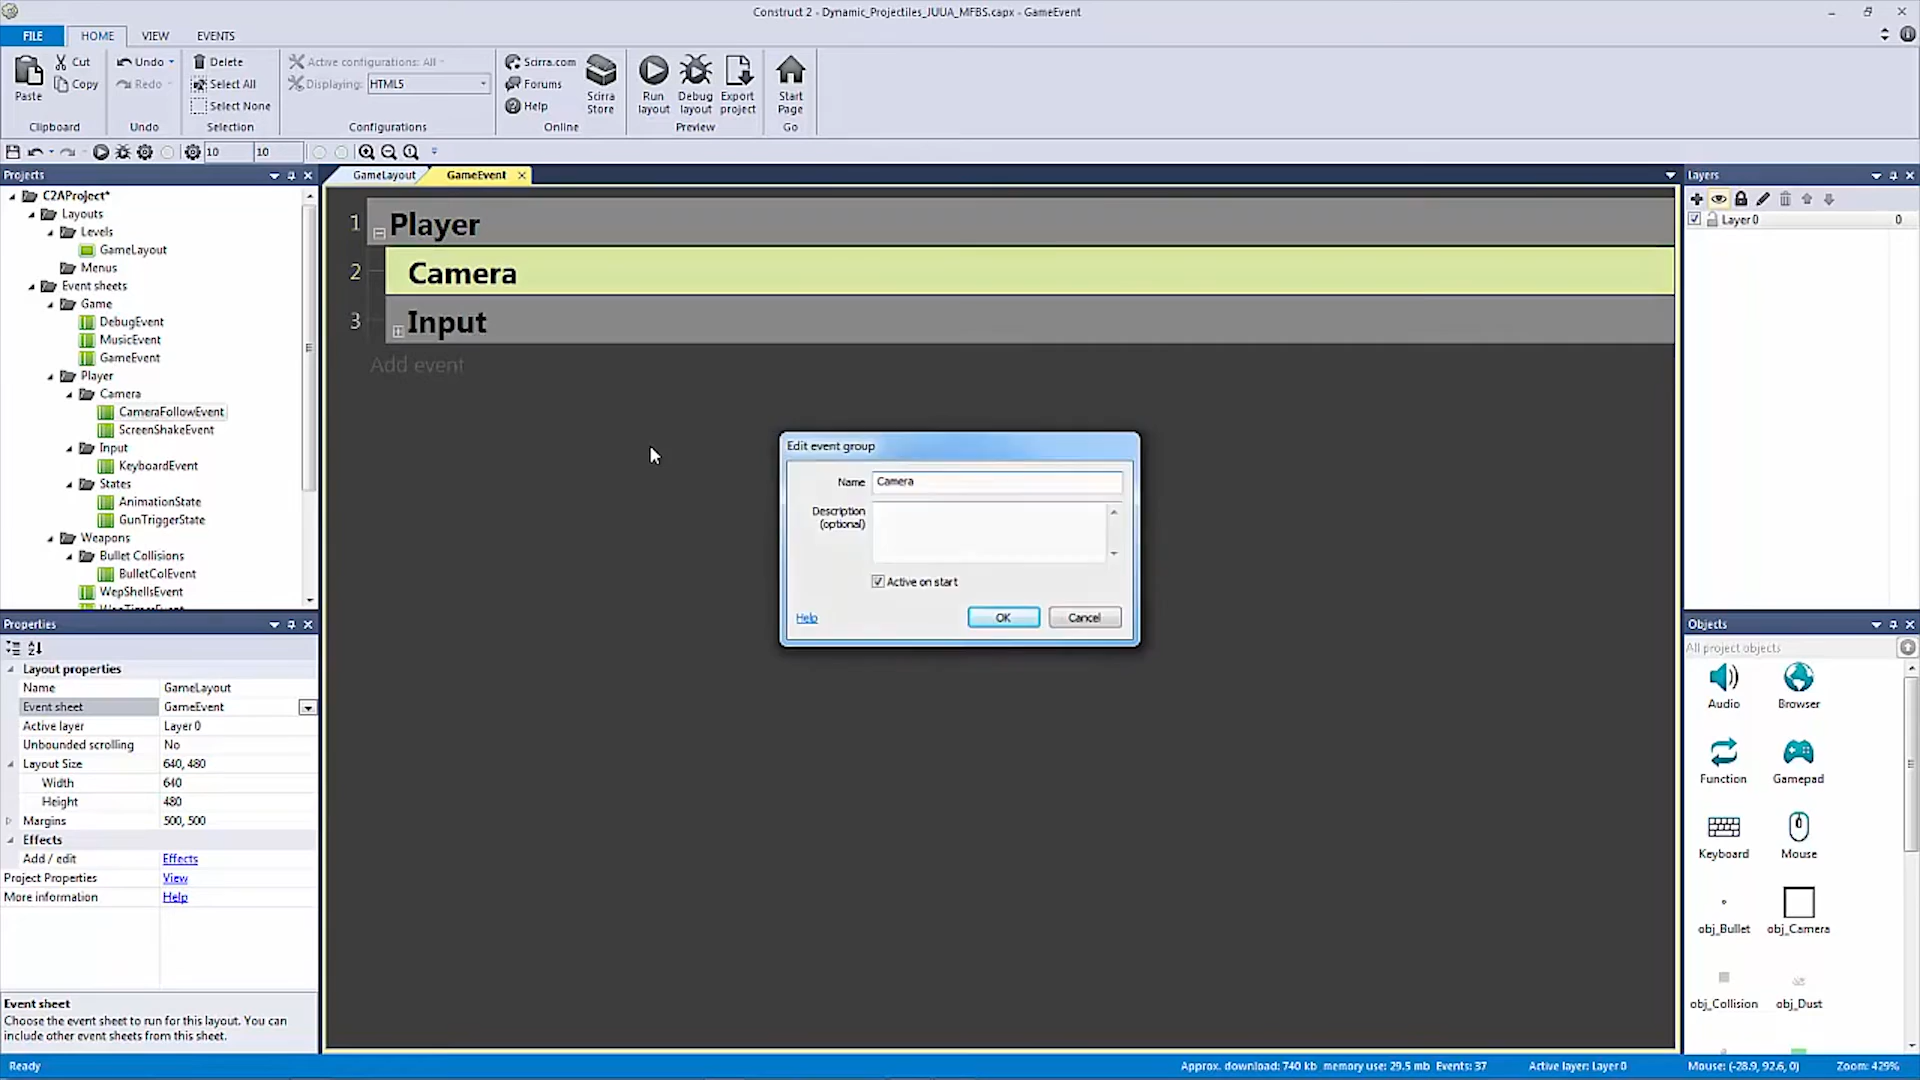 Construct 2 - Dynamic_Projectiles_JUUA_MFBS.capx - GameEvent
FILE HOME VIEW EVENTS
Paste Cut Copy Clipboard
Undo Redo Undo
Delete Select All Select None Selection
Active configurations: All
Displaying: HTML5
Configurations
Scirra.com Forums Help Scirra Store Online
Run layout Debug layout Export project Preview
Start Page Go
10 10
Projects
C2AProject*
Layouts
Levels
GameLayout
Menus
Event sheets
Game
DebugEvent
MusicEvent
GameEvent
Player
Camera
CameraFollowEvent
ScreenShakeEvent
Input
KeyboardEvent
States
AnimationState
GunTriggerState
Weapons
Bullet Collisions
BulletColEvent
WepShellsEvent
Properties
Layout properties
Name GameLayout
Event sheet GameEvent
Active layer Layer 0
Unbounded scrolling No
Layout Size 640, 480
Width 640
Height 480
Margins 500, 500
Effects
Add / edit Effects
Project Properties View
More information Help
Event sheet
Choose the event sheet to run for this layout. You can
include other event sheets from this sheet.
GameLayout GameEvent
1 Player
2 Camera
3 Input
Add event
Edit event group
Name Camera
Description
(optional)
Active on start
Help OK Cancel
Layers
Layer 0 0
Objects
All project objects
Audio Browser
Function Gamepad
Keyboard Mouse
obj_Bullet obj_Camera
obj_Collision obj_Dust
Ready Approx. download: 740 kb memory use: 29.5 mb Events: 37 Active layer: Layer 0 Mouse: (-28.9, 92.6, 0) Zoom: 429%